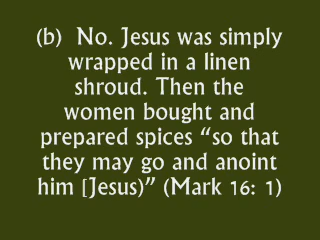 (b) No. Jesus was simply
wrapped in a linen
shroud. Then the
women bought and
prepared spices “so that
they may go and anoint
him [Jesus)” (Mark 16: 1)